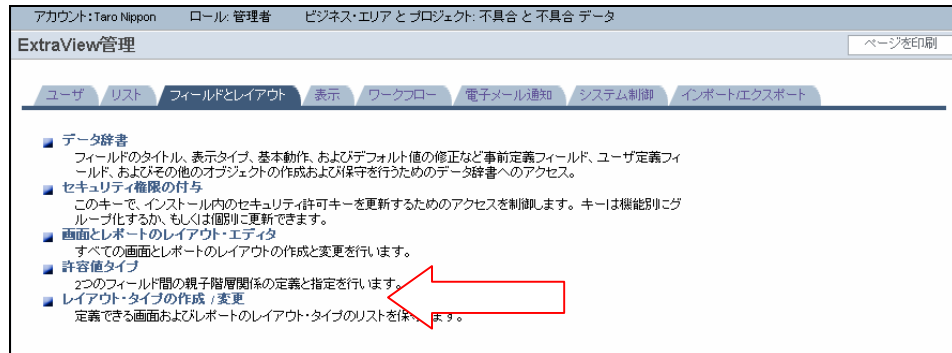 アカウント:Taro Nippon ロール: 管理者 ビジネス・エリア と プロジェクト: 不具合 と 不具合 データ
ExtraView管理 ページを印刷
ユーザ リスト フィールドとレイアウト 表示 ワークフロー 電子メール通知 システム制御 インポート/エクスポート
データ辞書
フィールドのタイトル、表示タイプ、基本動作、およびデフォルト値の修正など事前定義フィールド、ユーザ定義フィ
ールド、およびその他のオブジェクトの作成および保守を行うためのデータ辞書へのアクセス。
セキュリティ権限の付与
このキーで、インストール内のセキュリティ許可キーを更新するためのアクセスを制御します。キーは機能別にグ
ループ化するか、もしくは個別に更新できます。
画面とレポートのレイアウト・エディタ
すべての画面とレポートのレイアウトの作成と変更を行います。
許容値タイプ
2つのフィールド間の親子階層関係の定義と指定を行います。
レイアウト・タイプの作成 / 変更
定義できる画面およびレポートのレイアウト・タイプのリストを保 ます。